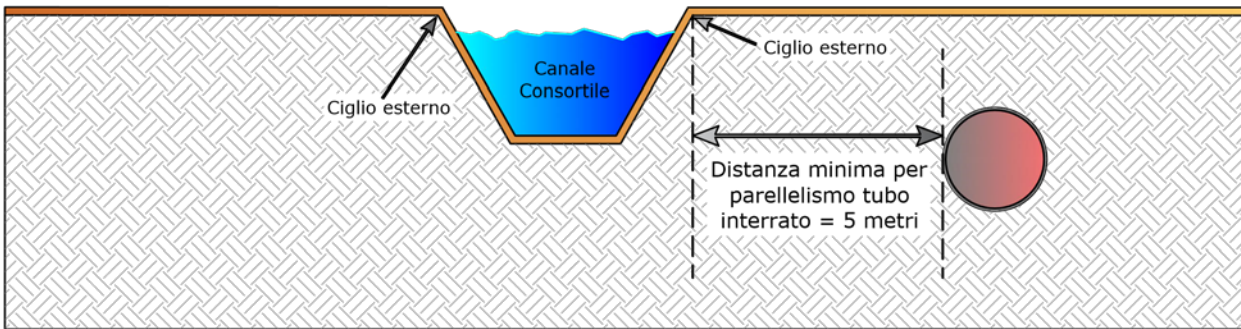 Ciglio esterno
Canale
Consortile
Ciglio esterno
Distanza minima per
parellelismo tubo
interrato = 5 metri